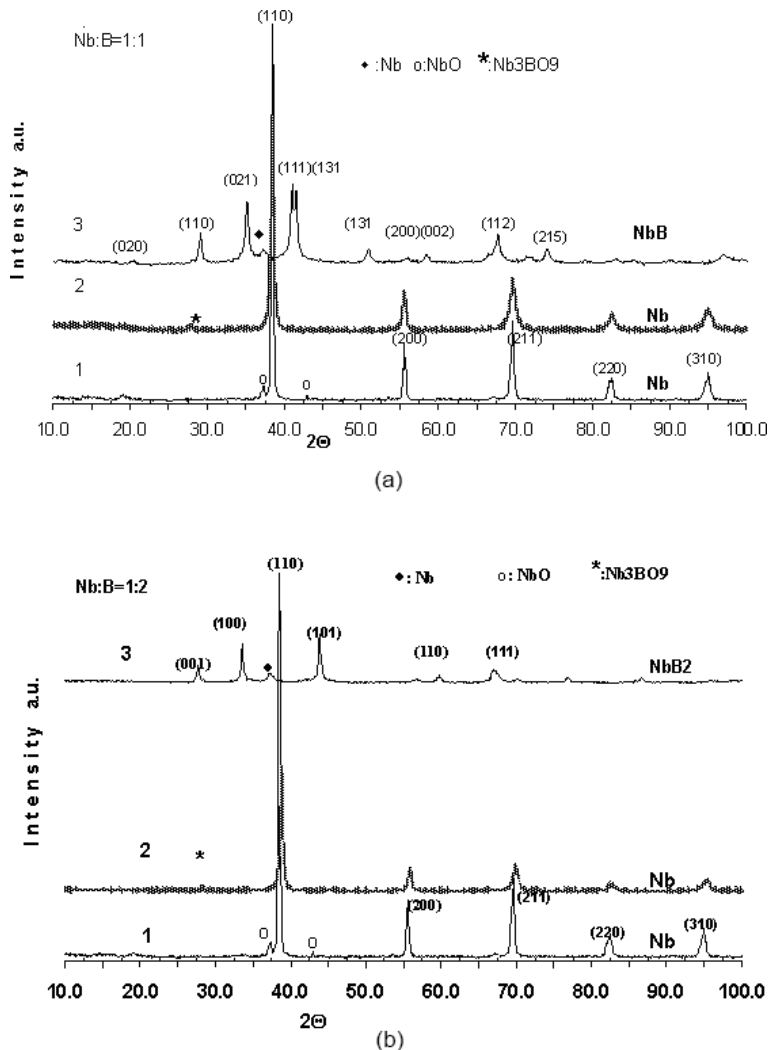 (110)
Nb:B=1:1
◆ :Nb o:NbO *:Nb3BO9
Intensity a.u.
(111)(131
(021)
3
(110)
(020)
(131
(200)(002)
(112)
(215)
NbB
2
*
Nb
(200)
(211)
1
o
o
(220)
(310)
Nb
10.0 20.0 30.0 40.0 50.0 60.0 70.0 80.0 90.0 100.0
2Θ
(a)
(110)
Nb:B=1:2
◆: Nb o: NbO *:Nb3BO9
Intensity a.u.
(100)
(101)
3
(001)
(110)
(111)
NbB2
2
*
Nb
(200)
(211)
1
o
o
(220)
(310)
Nb
10.0 20.0 30.0 40.0 50.0 60.0 70.0 80.0 90.0 100.0
2Θ
(b)